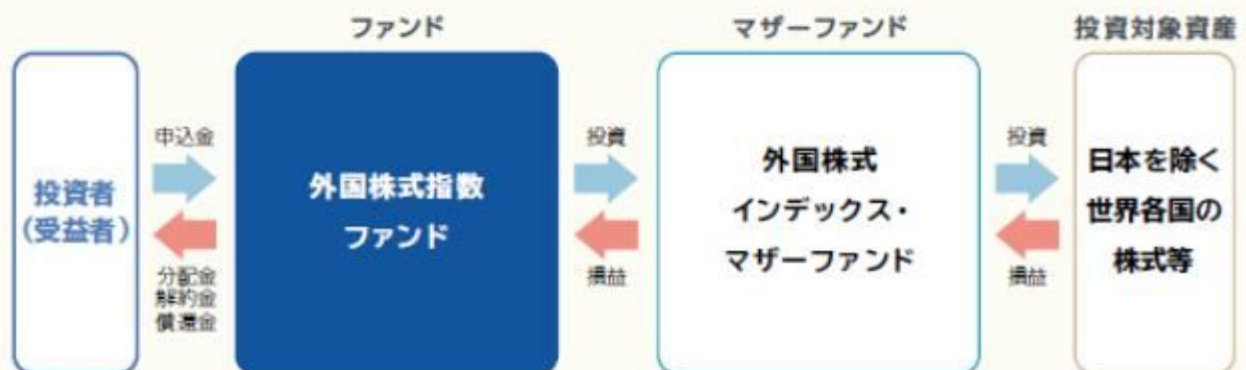 ファンド
マザーファンド
投資対象資産
投資者
(受益者)
申込金
分配金
解約金
償還金
外国株式指数
ファンド
投資
損益
外国株式
インデックス・
マザーファンド
投資
損益
日本を除く
世界各国の
株式等